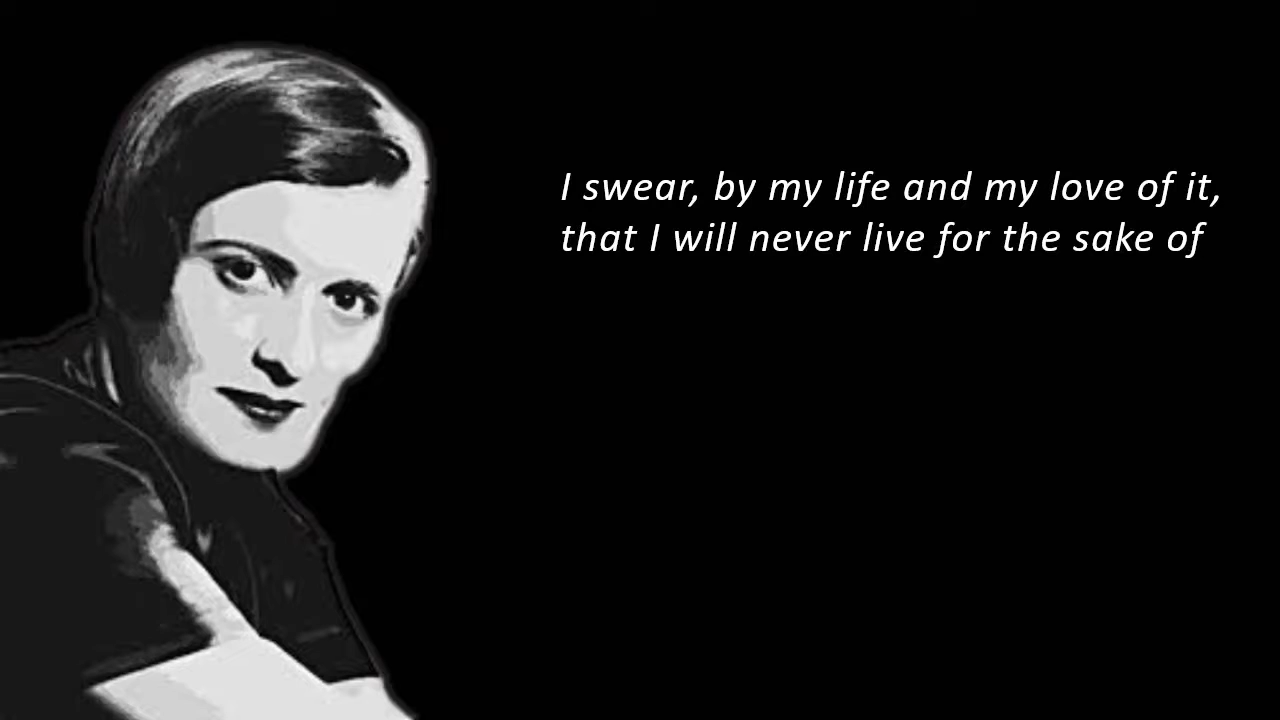 I swear, by my life and my love of it,
that I will never live for the sake of